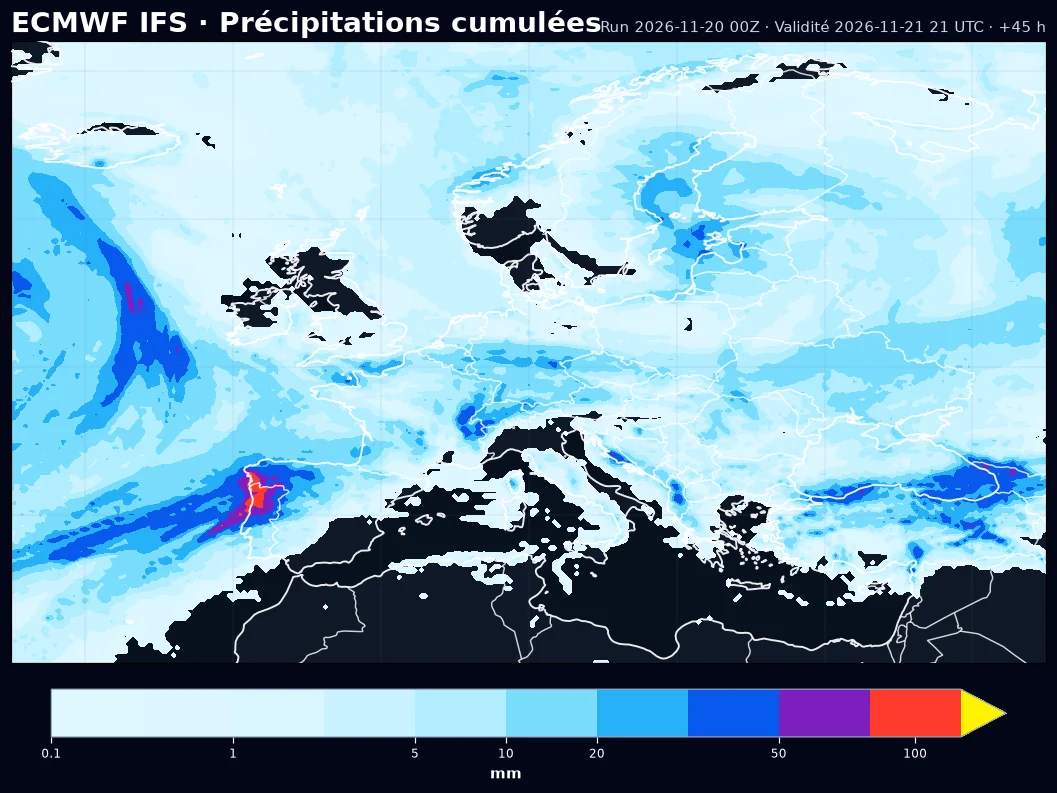 ECMWF IFS · Précipitations cumulées
Run 2026-11-20 00Z · Validité 2026-11-21 21 UTC · +45 h
0.1 1 5 10 20 50 100
mm